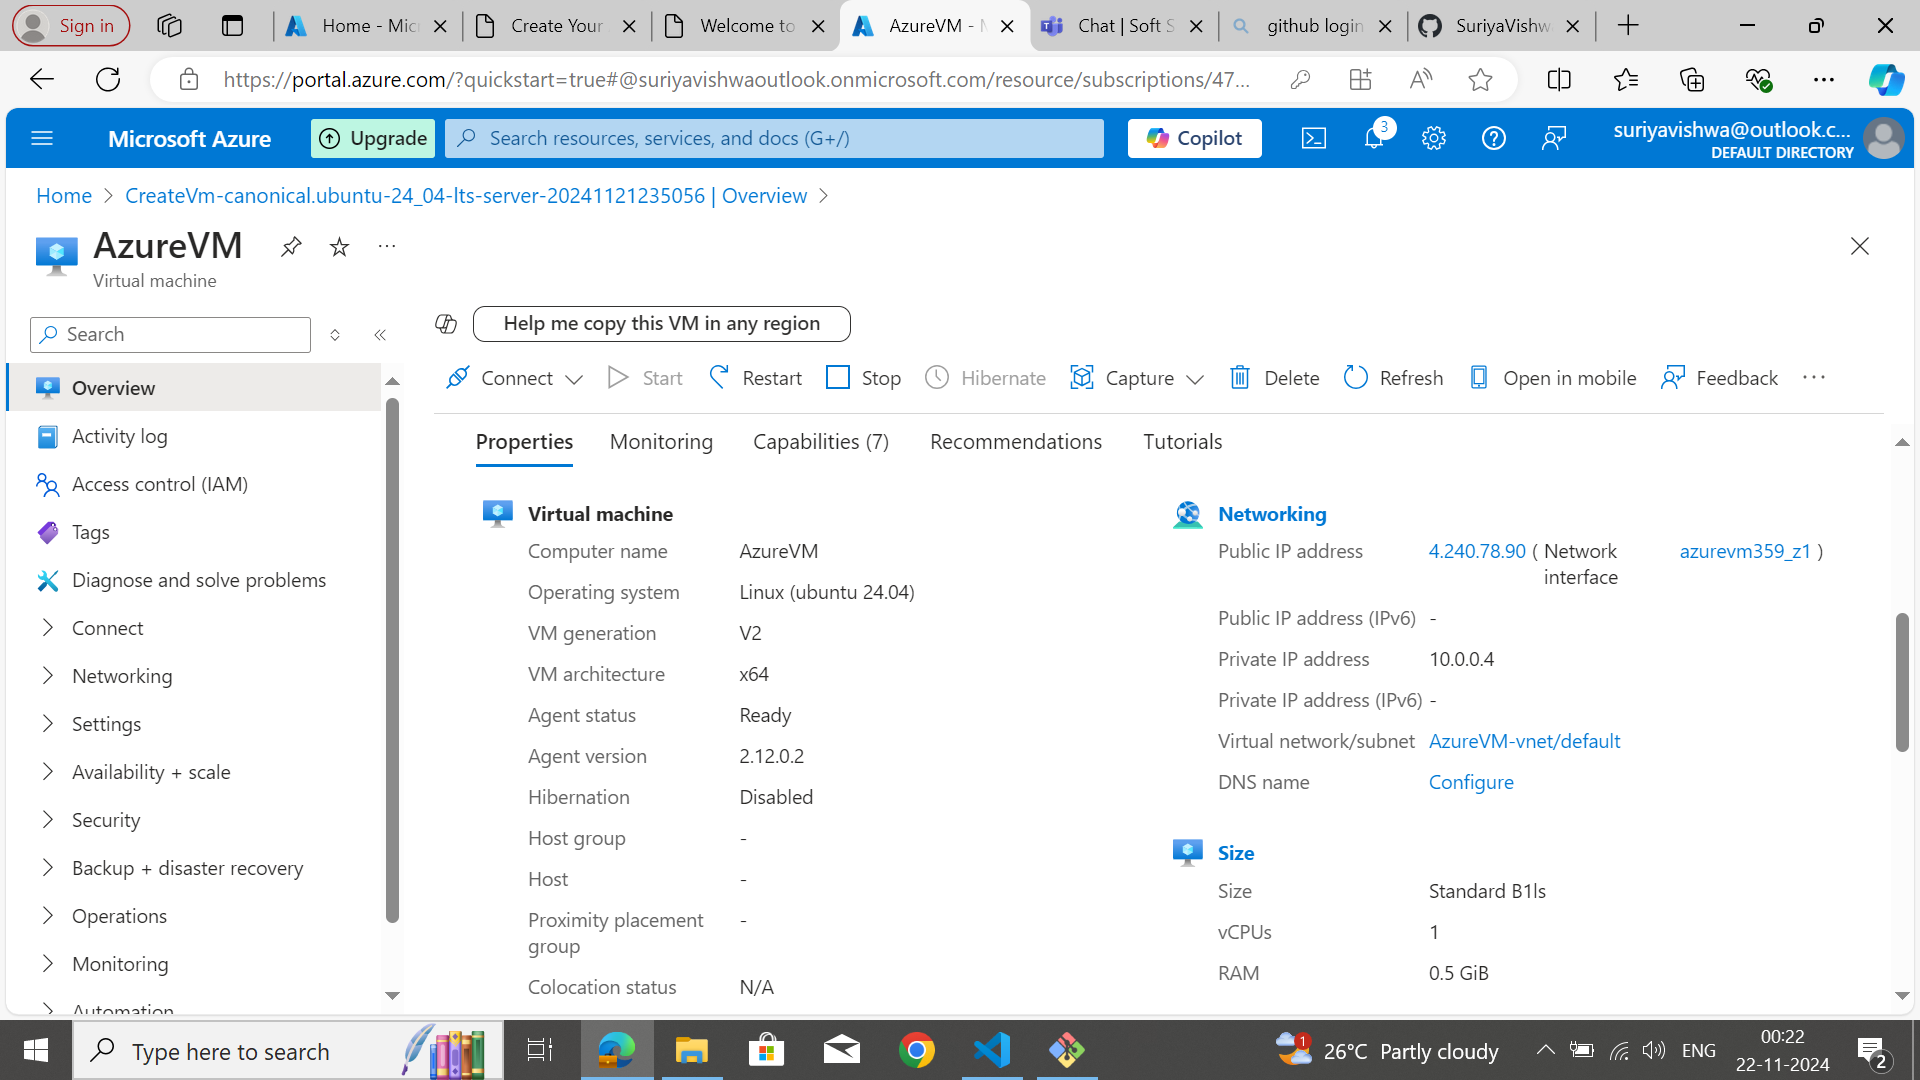 Sign in
Home - Micr
Create Your
Welcome to
AzureVM - M
Chat | Soft S
github login
SuriyaVishw
https://portal.azure.com/?quickstart=true#@suriyavishwaoutlook.onmicrosoft.com/resource/subscriptions/47...
Microsoft Azure
Upgrade
Search resources, services, and docs (G+/)
Copilot
3
suriyavishwa@outlook.c...
DEFAULT DIRECTORY
Home > CreateVm-canonical.ubuntu-24_04-lts-server-20241121235056 | Overview >
AzureVM
Virtual machine
Search
Help me copy this VM in any region
Connect
Start
Restart
Stop
Hibernate
Capture
Delete
Refresh
Open in mobile
Feedback
Overview
Activity log
Access control (IAM)
Tags
Diagnose and solve problems
Connect
Networking
Settings
Availability + scale
Security
Backup + disaster recovery
Operations
Monitoring
Automation
Properties
Monitoring
Capabilities (7)
Recommendations
Tutorials
Virtual machine
Computer name AzureVM
Operating system Linux (ubuntu 24.04)
VM generation V2
VM architecture x64
Agent status Ready
Agent version 2.12.0.2
Hibernation Disabled
Host group -
Host -
Proximity placement -
group
Colocation status N/A
Networking
Public IP address 4.240.78.90 ( Network azurevm359_z1 )
interface
Public IP address (IPv6) -
Private IP address 10.0.0.4
Private IP address (IPv6) -
Virtual network/subnet AzureVM-vnet/default
DNS name Configure
Size
Size Standard B1ls
vCPUs 1
RAM 0.5 GiB
Type here to search
1
26°C Partly cloudy
ENG
00:22
22-11-2024
2